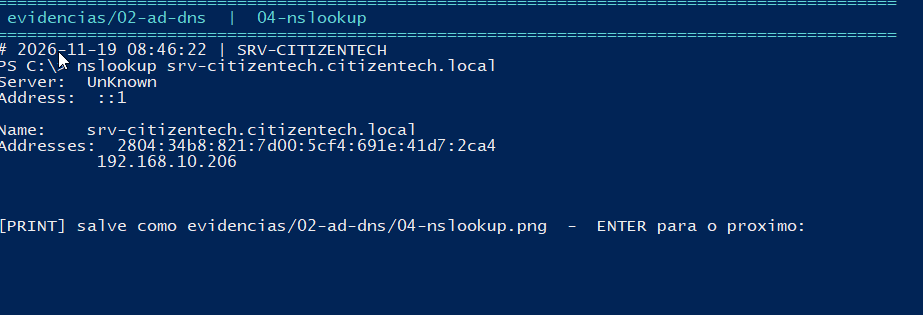 ================================================================================
evidencias/02-ad-dns | 04-nslookup
================================================================================
# 2026-11-19 08:46:22 | SRV-CITIZENTECH
PS C:\> nslookup srv-citizentech.citizentech.local
Server: UnKnown
Address: ::1
Name: srv-citizentech.citizentech.local
Addresses: 2804:34b8:821:7d00:5cf4:691e:41d7:2ca4
192.168.10.206
[PRINT] salve como evidencias/02-ad-dns/04-nslookup.png - ENTER para o proximo: